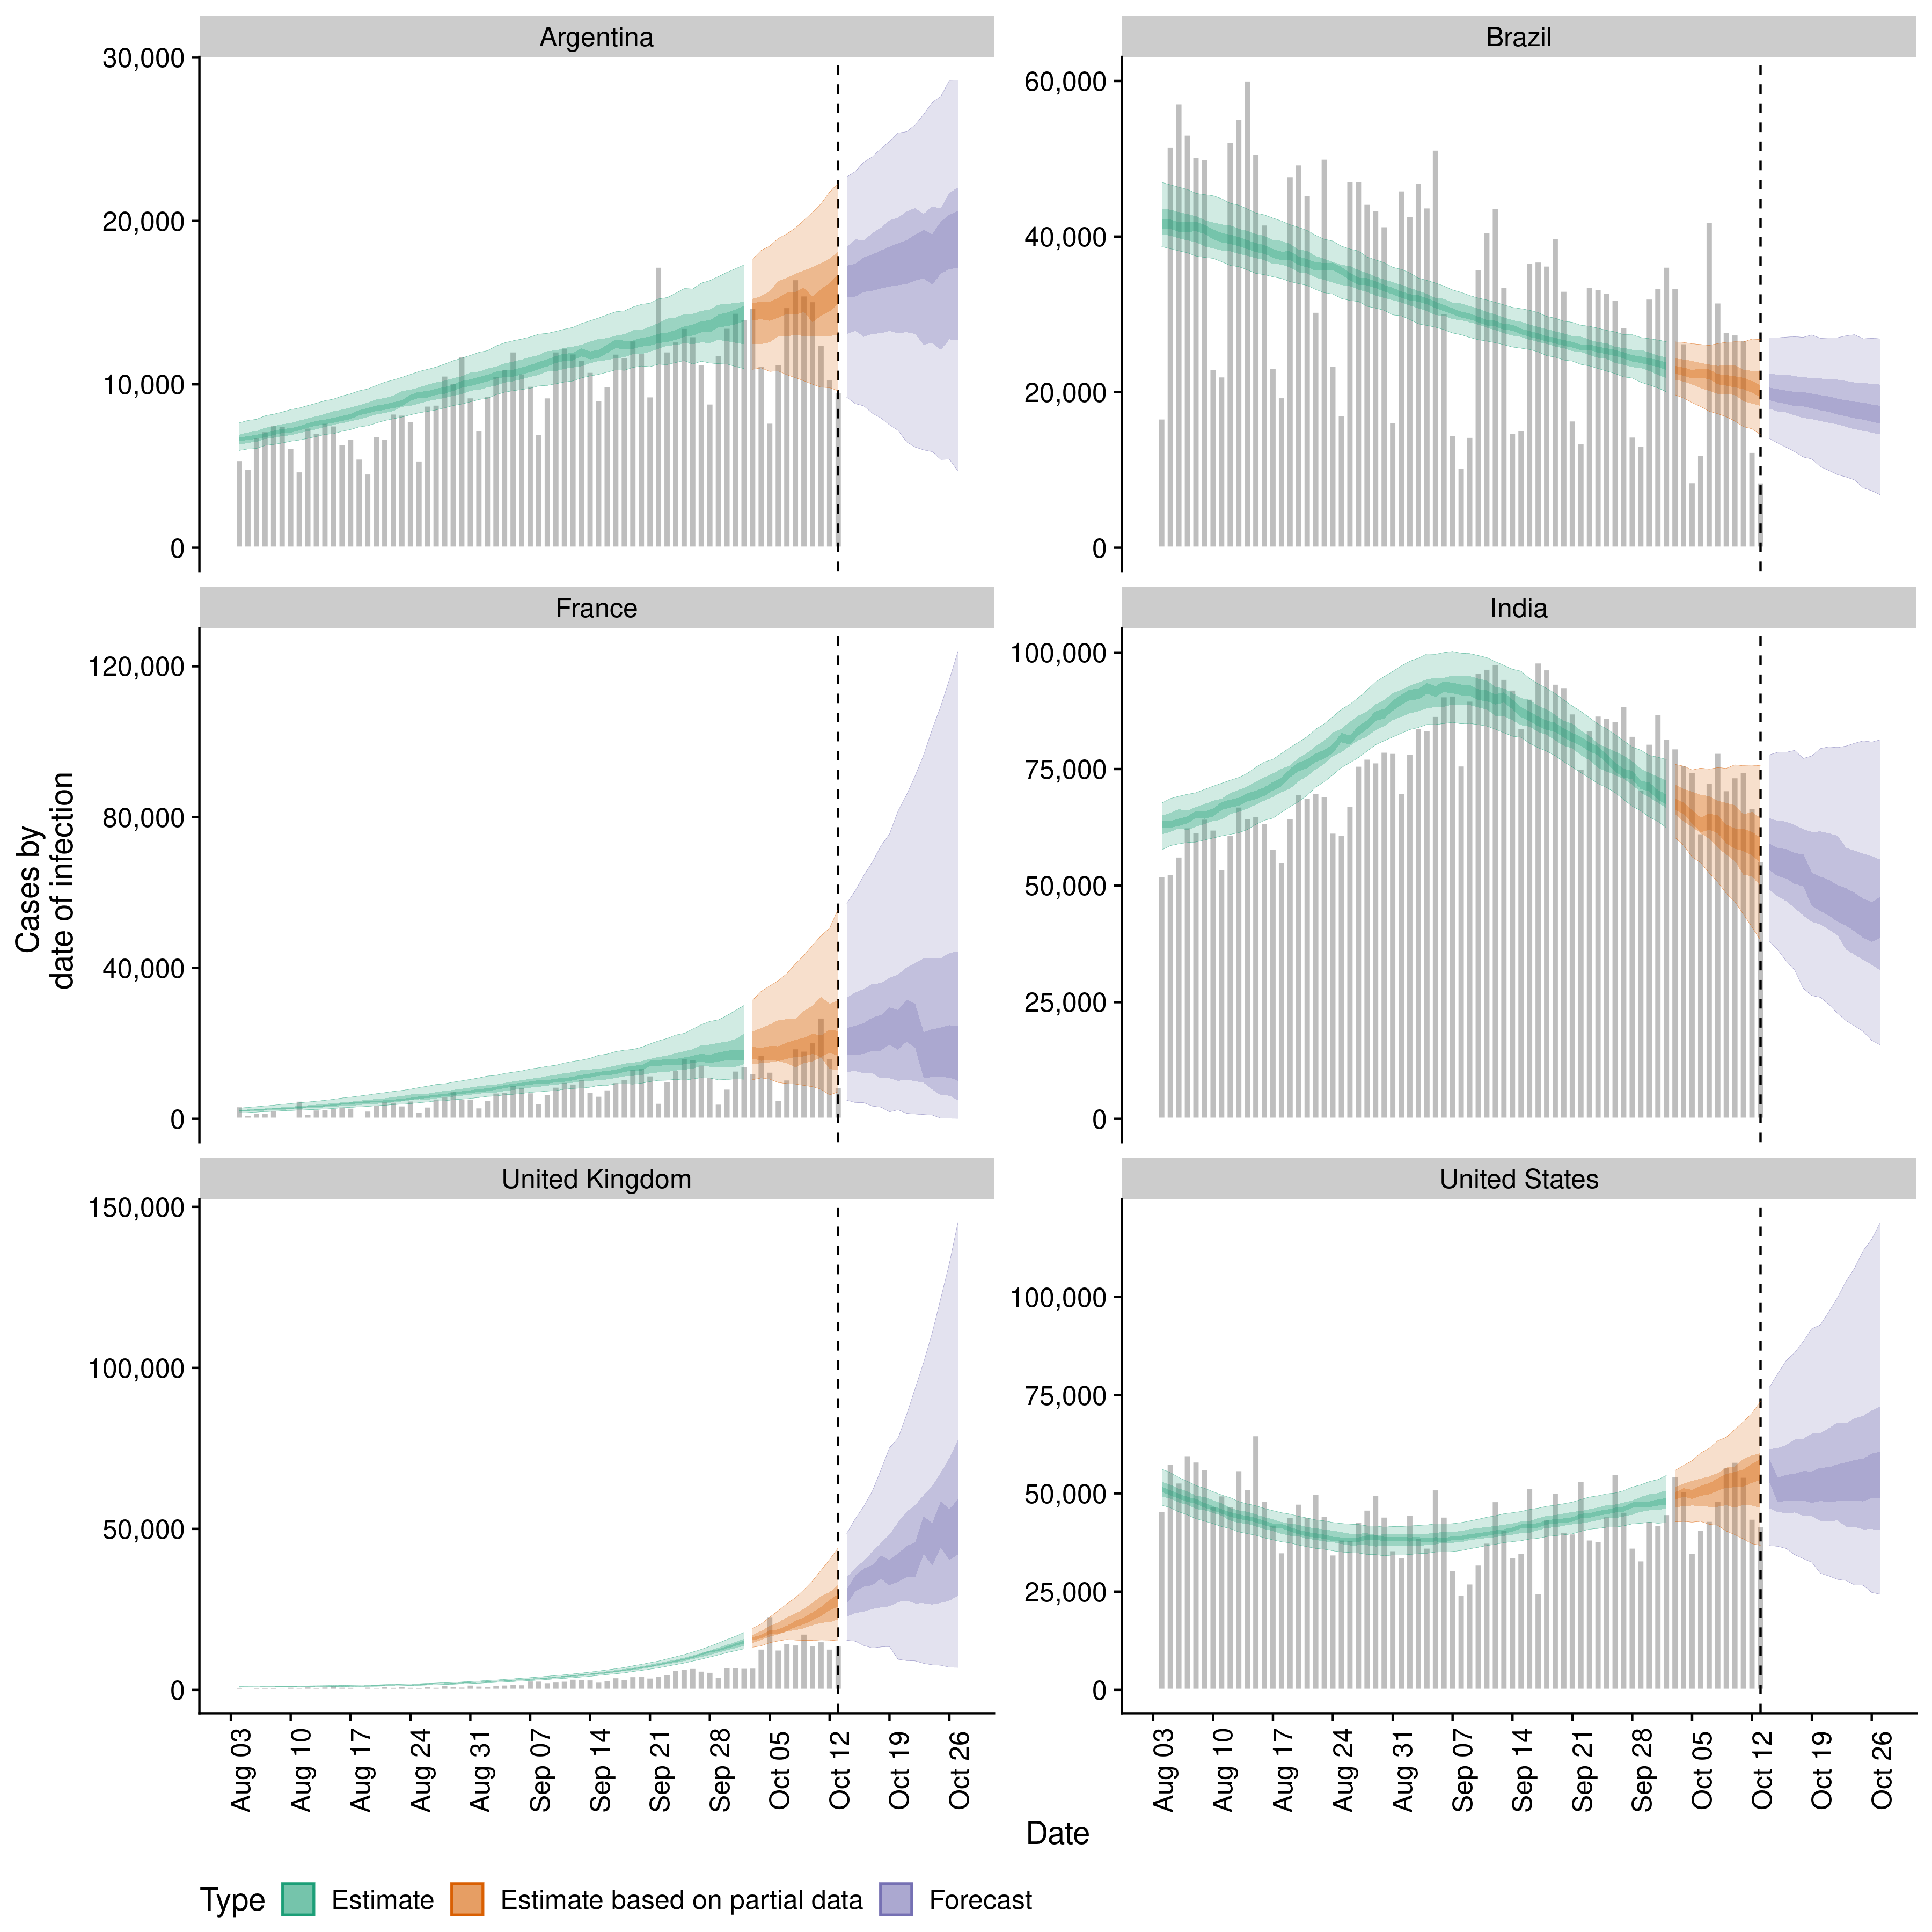 Argentina
Brazil
30,000
20,000
10,000
0
60,000
40,000
20,000
0
France
India
120,000
80,000
40,000
0
100,000
75,000
50,000
25,000
0
Cases by
date of infection
United Kingdom
United States
150,000
100,000
50,000
0
100,000
75,000
50,000
25,000
0
Aug 03
Aug 10
Aug 17
Aug 24
Aug 31
Sep 07
Sep 14
Sep 21
Sep 28
Oct 05
Oct 12
Oct 19
Oct 26
Aug 03
Aug 10
Aug 17
Aug 24
Aug 31
Sep 07
Sep 14
Sep 21
Sep 28
Oct 05
Oct 12
Oct 19
Oct 26
Date
Type Estimate Estimate based on partial data Forecast